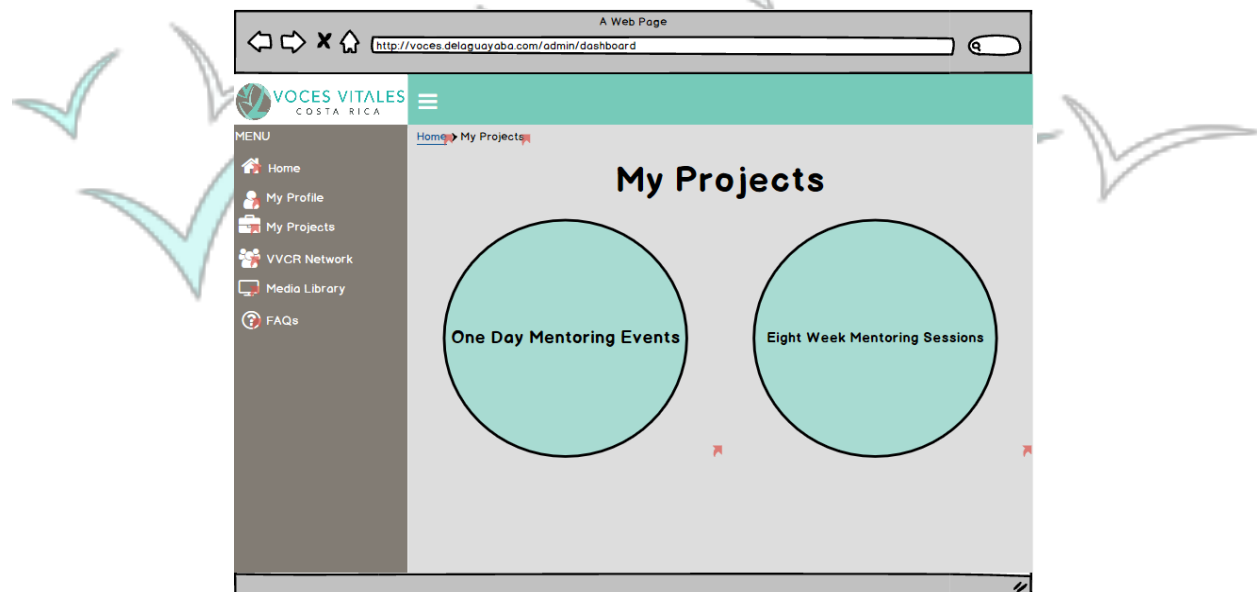 A Web Page
http://voces.delaguayaba.com/admin/dashboard
VOCES VITALES
COSTA RICA
MENU
Home > My Projects
Home
My Profile
My Projects
VVCR Network
Media Library
FAQs
My Projects
One Day Mentoring Events
Eight Week Mentoring Sessions